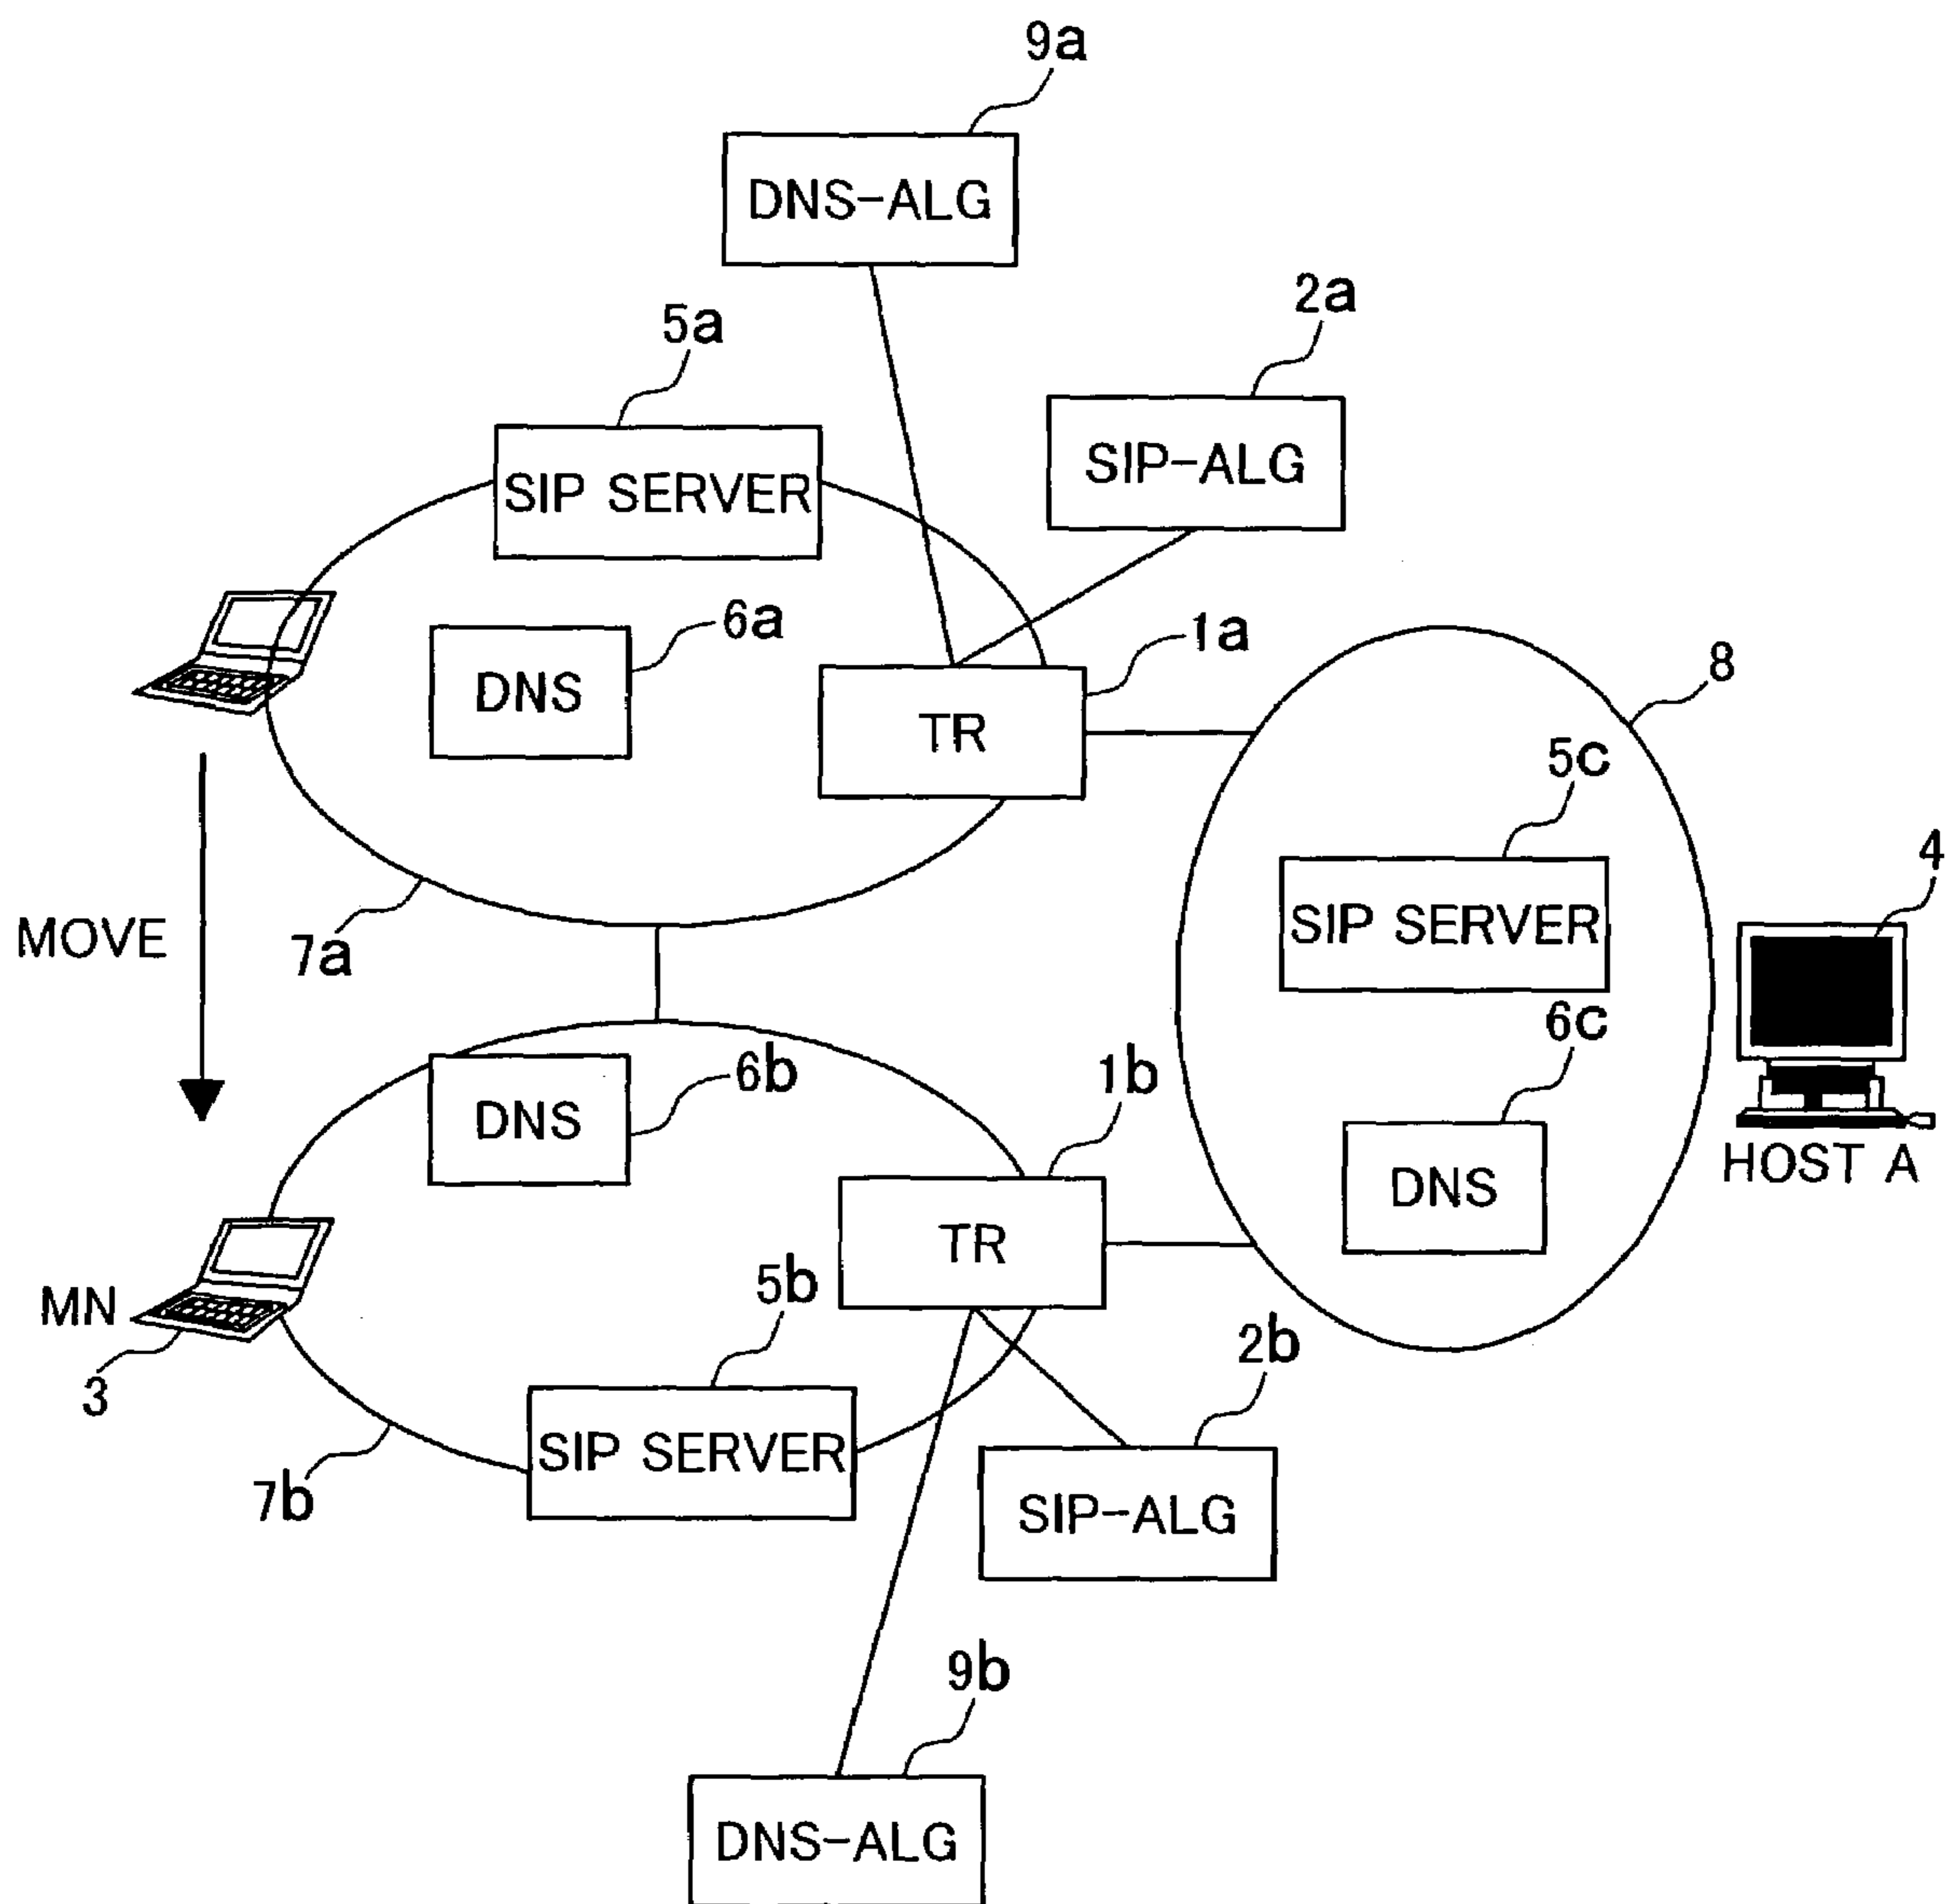 9a
DNS-ALG
2a
5a
SIP-ALG
SIP SERVER
6a
1a
DNS
TR
8
5c
4
SIP SERVER
MOVE
7a
6c
6b
1b
DNS
HOST A
DNS
TR
5b
MN
2b
3
SIP SERVER
7b
SIP-ALG
9b
DNS-ALG